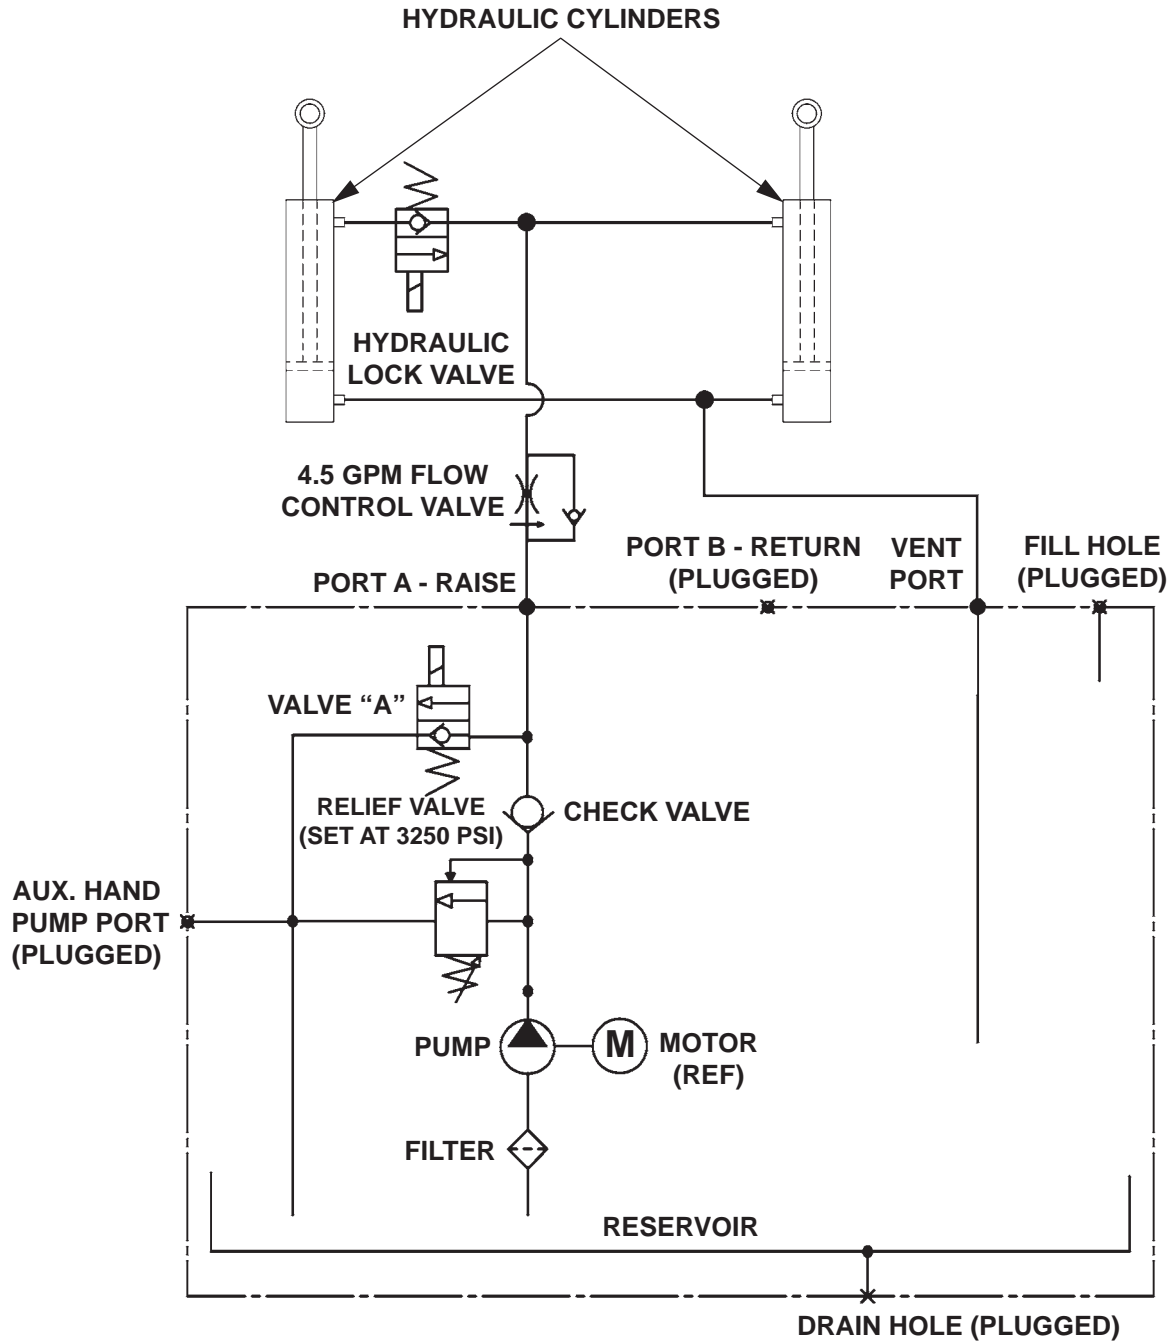 HYDRAULIC CYLINDERS
HYDRAULIC
LOCK VALVE
4.5 GPM FLOW
CONTROL VALVE
PORT A - RAISE
PORT B - RETURN
(PLUGGED)
VENT
PORT
FILL HOLE
(PLUGGED)
VALVE “A”
RELIEF VALVE
(SET AT 3250 PSI)
CHECK VALVE
AUX. HAND
PUMP PORT
(PLUGGED)
PUMP
M
MOTOR
(REF)
FILTER
RESERVOIR
DRAIN HOLE (PLUGGED)